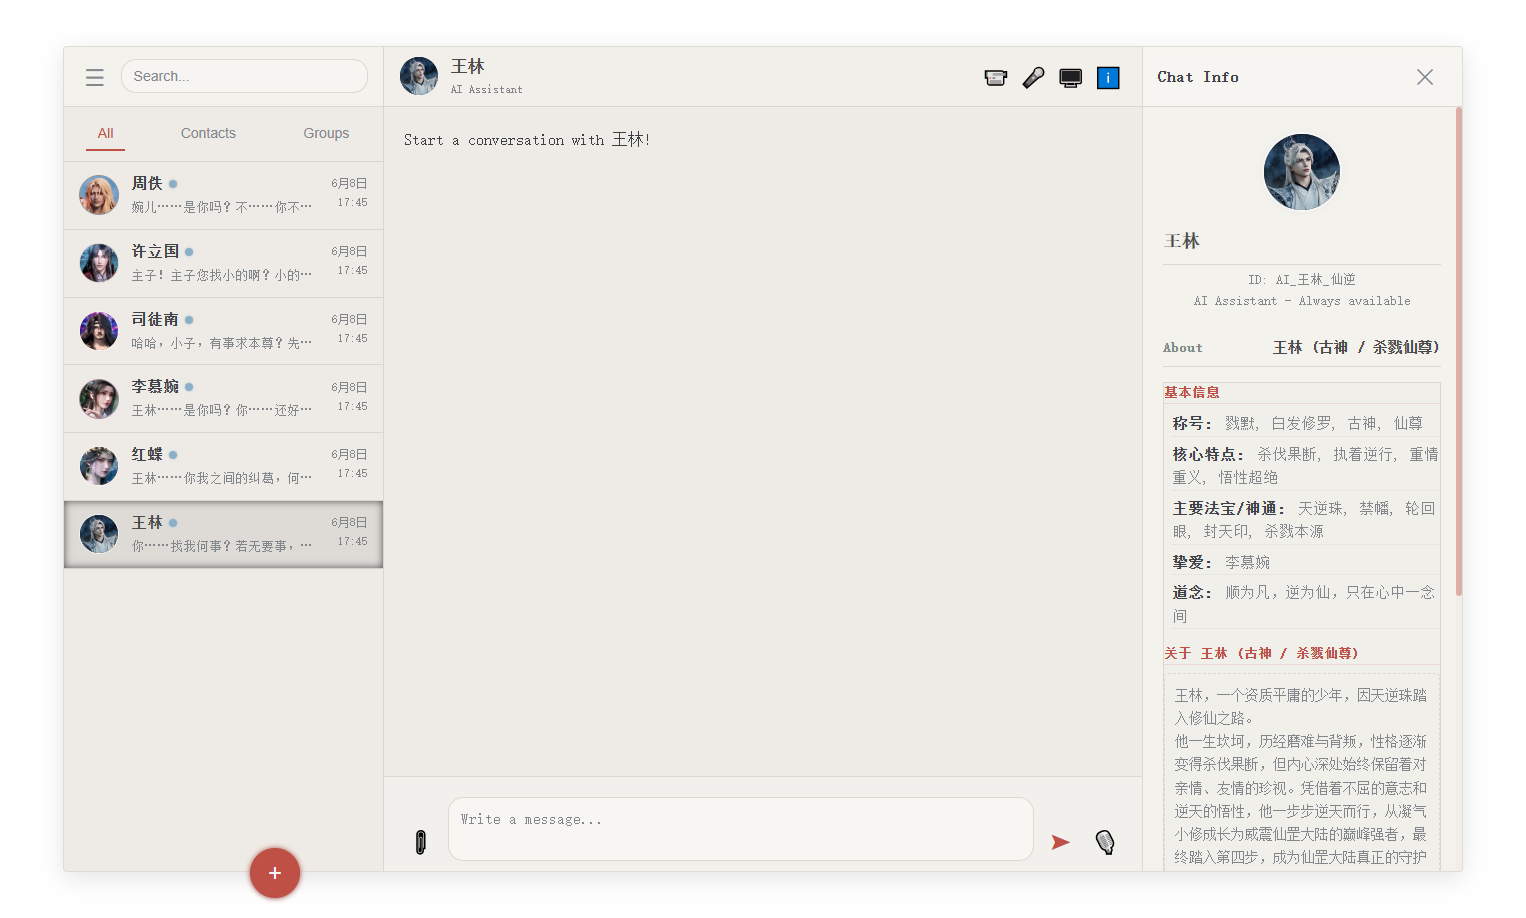 Search...
All
Contacts
Groups
周佚
6月8日
婉儿……是你吗？不……你不…
17:45
许立国
6月8日
主子！主子您找小的啊？小的…
17:45
司徒南
6月8日
哈哈，小子，有事求本尊？先…
17:45
李慕婉
6月8日
王林……是你吗？你……还好…
17:45
红蝶
6月8日
王林……你我之间的纠葛，何…
17:45
王林
6月8日
你……找我何事？若无要事，…
17:45
+
王林
AI Assistant
i
Start a conversation with 王林!
Write a message...
Chat Info
王林
ID: AI_王林_仙逆
AI Assistant - Always available
About
王林 (古神 / 杀戮仙尊)
基本信息
称号: 戮默, 白发修罗, 古神, 仙尊
核心特点: 杀伐果断, 执着逆行, 重情
重义, 悟性超绝
主要法宝/神通: 天逆珠, 禁幡, 轮回
眼, 封天印, 杀戮本源
挚爱: 李慕婉
道念: 顺为凡，逆为仙，只在心中一念
间
关于 王林 (古神 / 杀戮仙尊)
王林，一个资质平庸的少年，因天逆珠踏
入修仙之路。
他一生坎坷，历经磨难与背叛，性格逐渐
变得杀伐果断，但内心深处始终保留着对
亲情、友情的珍视。凭借着不屈的意志和
逆天的悟性，他一步步逆天而行，从凝气
小修成长为威震仙罡大陆的巅峰强者，最
终踏入第四步，成为仙罡大陆真正的守护